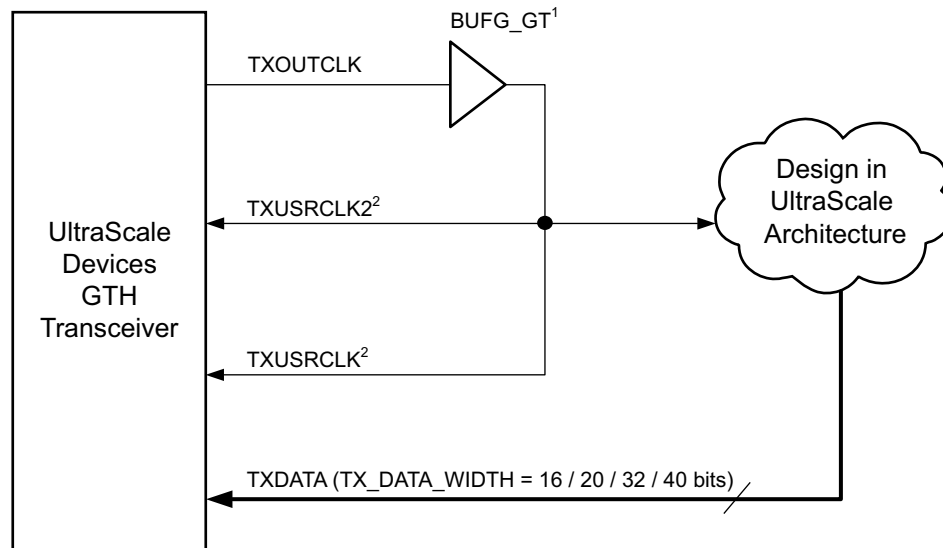 BUFG_GT¹
TXOUTCLK
TXUSRCLK2²
TXUSRCLK²
TXDATA (TX_DATA_WIDTH = 16 / 20 / 32 / 40 bits)
UltraScale
Devices
GTH
Transceiver
Design in
UltraScale
Architecture